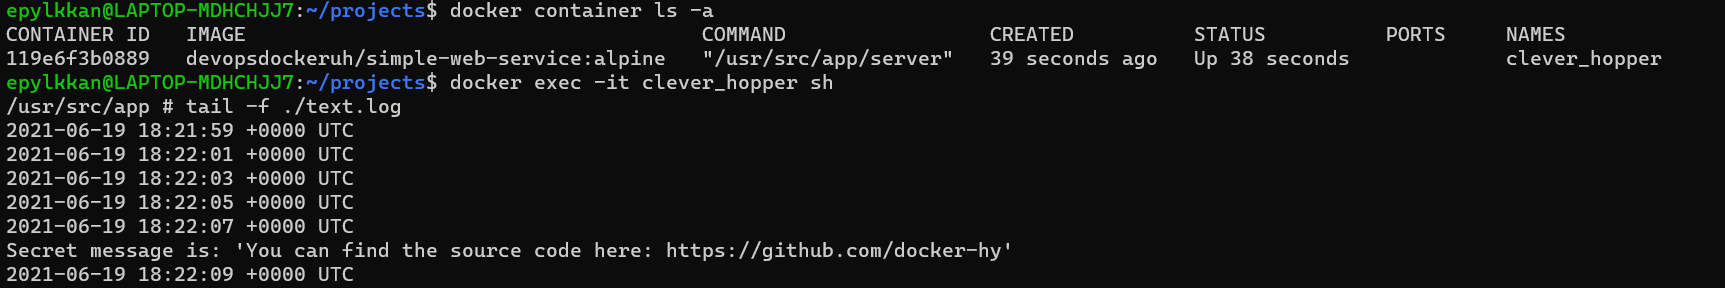 epylkkan@LAPTOP-MDHCHJJ7:~/projects$ docker container ls -a
CONTAINER ID   IMAGE                                      COMMAND                 CREATED          STATUS          PORTS     NAMES
119e6f3b0889   devopsdockeruh/simple-web-service:alpine   "/usr/src/app/server"   39 seconds ago   Up 38 seconds             clever_hopper
epylkkan@LAPTOP-MDHCHJJ7:~/projects$ docker exec -it clever_hopper sh
/usr/src/app # tail -f ./text.log
2021-06-19 18:21:59 +0000 UTC
2021-06-19 18:22:01 +0000 UTC
2021-06-19 18:22:03 +0000 UTC
2021-06-19 18:22:05 +0000 UTC
2021-06-19 18:22:07 +0000 UTC
Secret message is: 'You can find the source code here: https://github.com/docker-hy'
2021-06-19 18:22:09 +0000 UTC